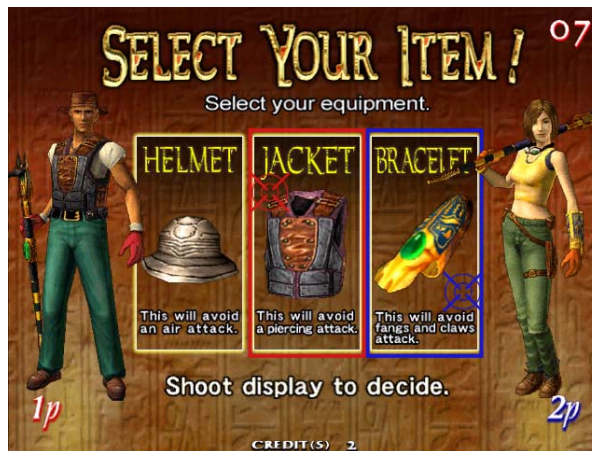 SELECT YOUR ITEM!
07
Select your equipment.
HELMET
This will avoid
an air attack.
JACKET
This will avoid
a piercing attack.
BRACELET
This will avoid
fangs and claws
attack.
Shoot display to decide.
1p
2p
CREDIT(S) 2